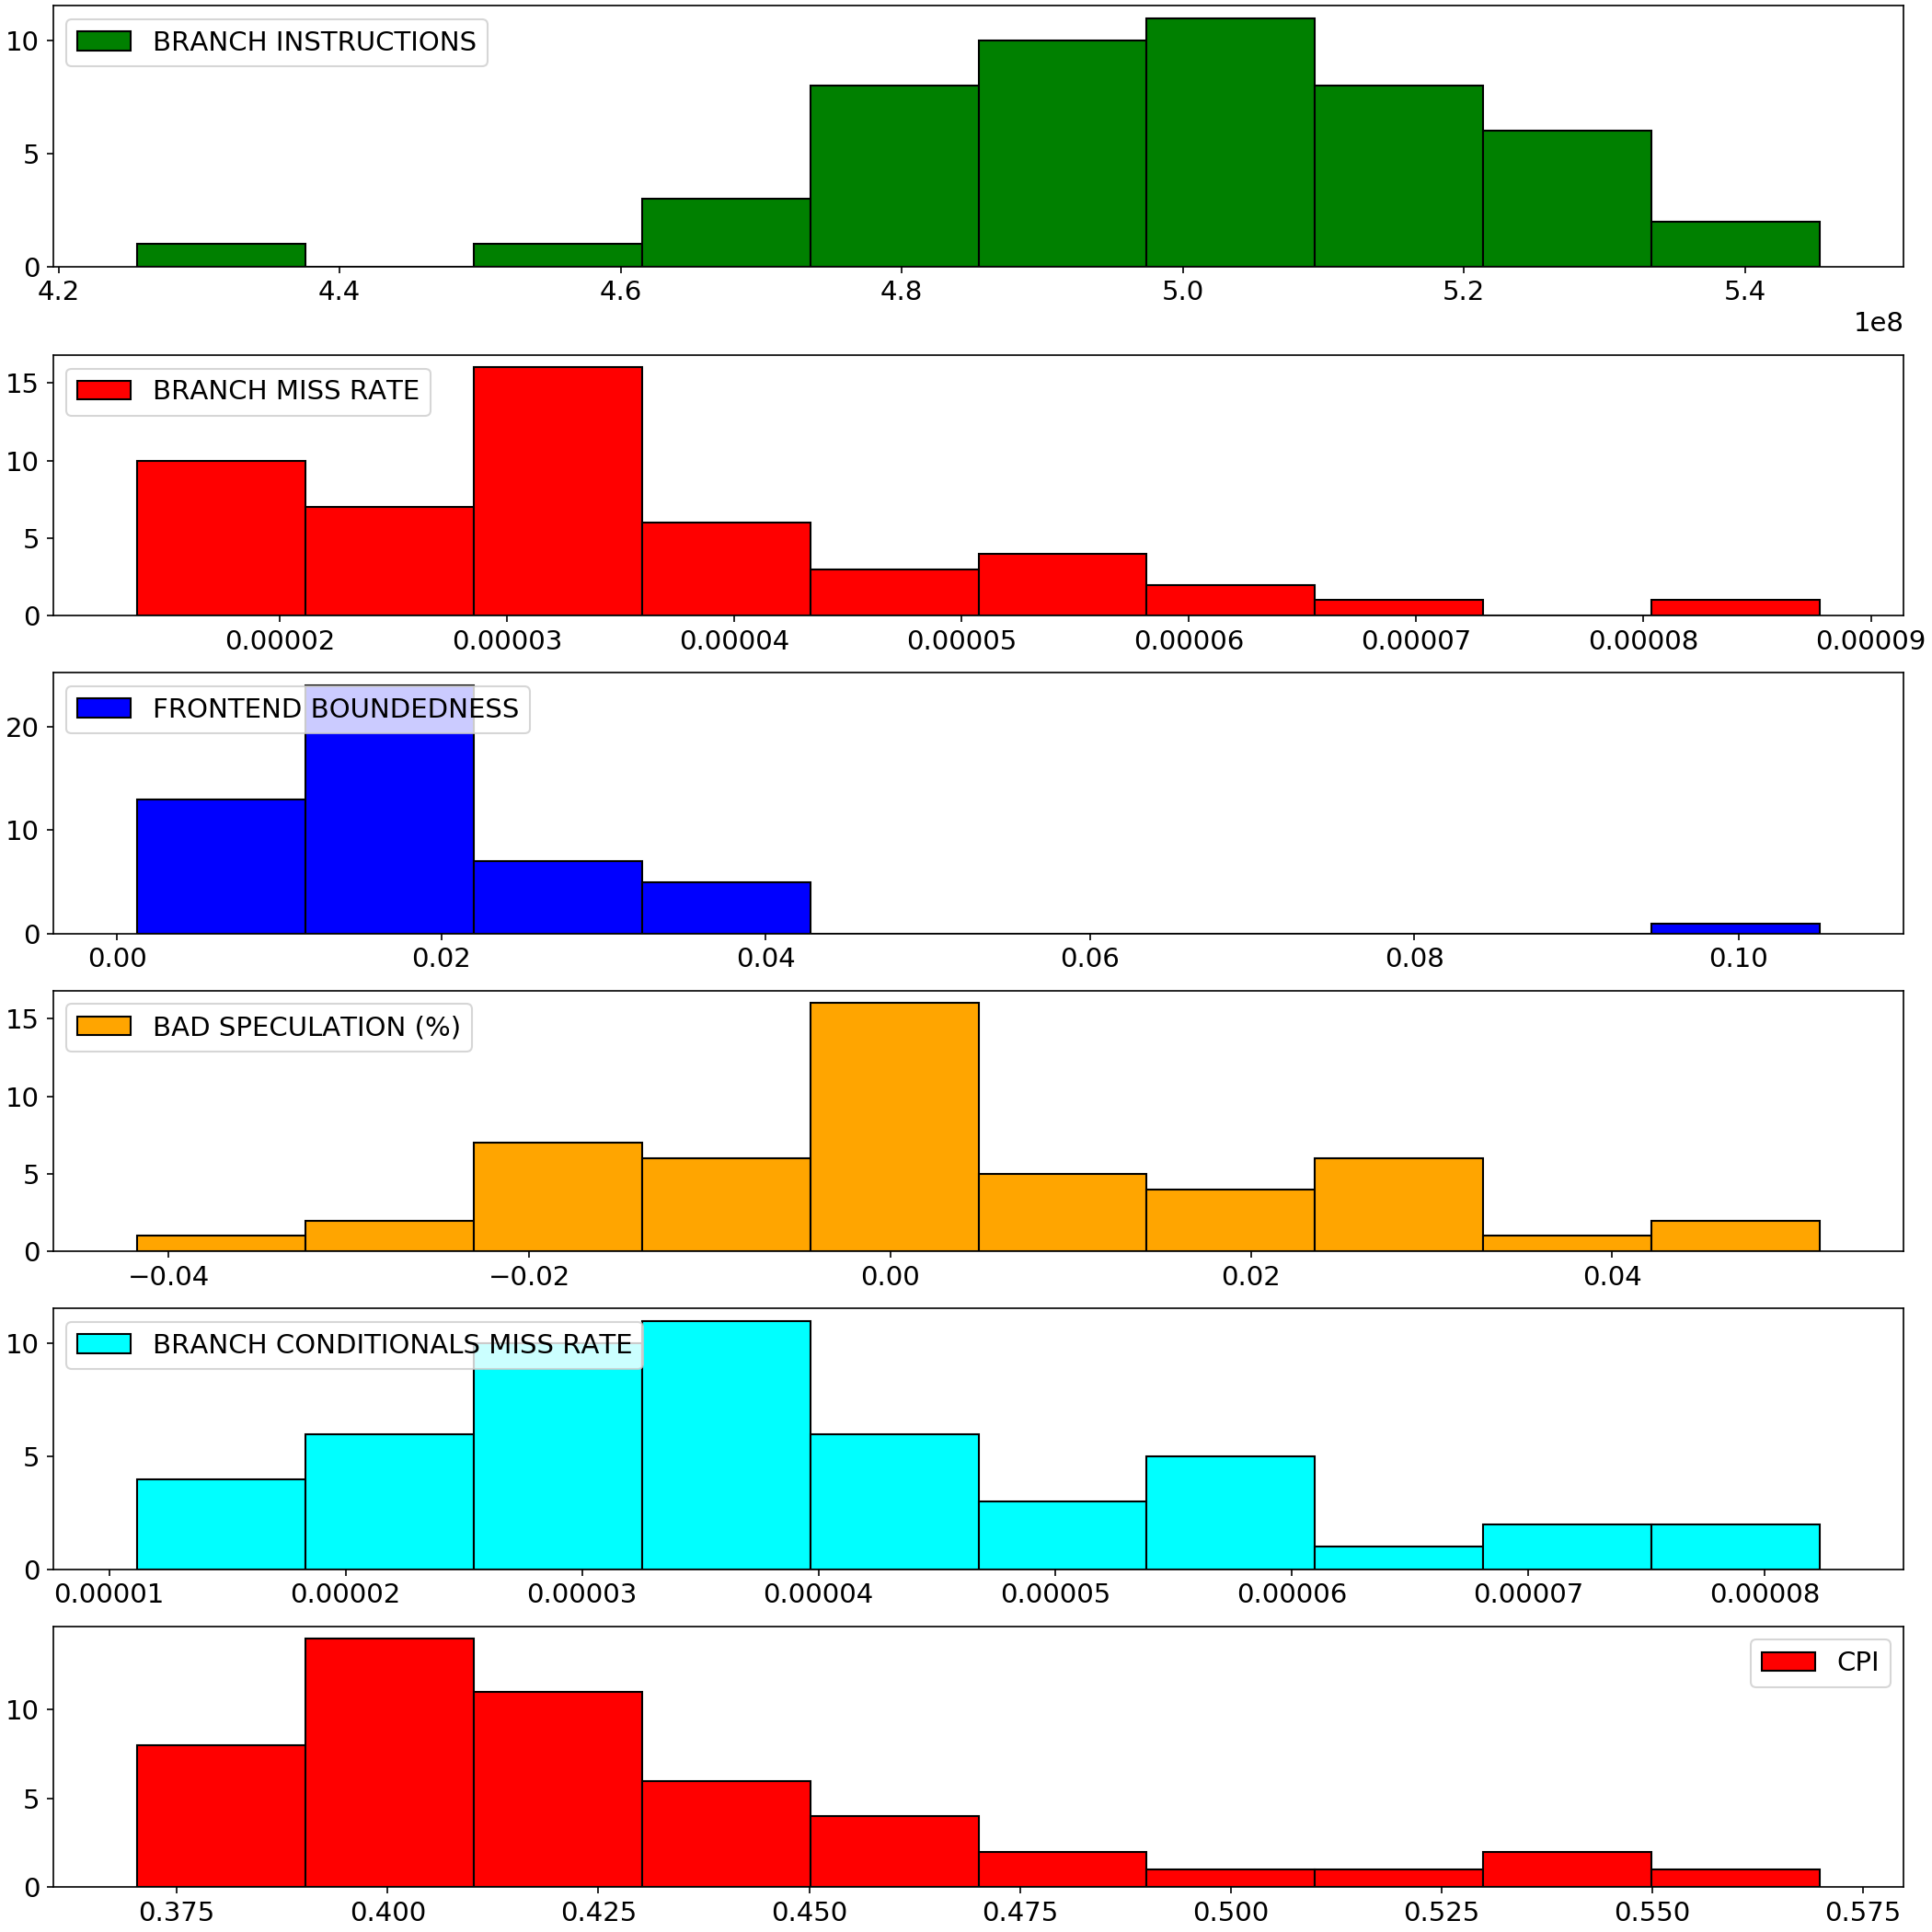 BRANCH INSTRUCTIONS
10
5
0
4.2 4.4 4.6 4.8 5.0 5.2 5.4
1e8
BRANCH MISS RATE
15
10
5
0
0.00002 0.00003 0.00004 0.00005 0.00006 0.00007 0.00008 0.00009
FRONTEND BOUNDEDNESS
20
10
0
0.00 0.02 0.04 0.06 0.08 0.10
BAD SPECULATION (%)
15
10
5
0
−0.04 −0.02 0.00 0.02 0.04
BRANCH CONDITIONALS MISS RATE
10
5
0
0.00001 0.00002 0.00003 0.00004 0.00005 0.00006 0.00007 0.00008
CPI
10
5
0
0.375 0.400 0.425 0.450 0.475 0.500 0.525 0.550 0.575